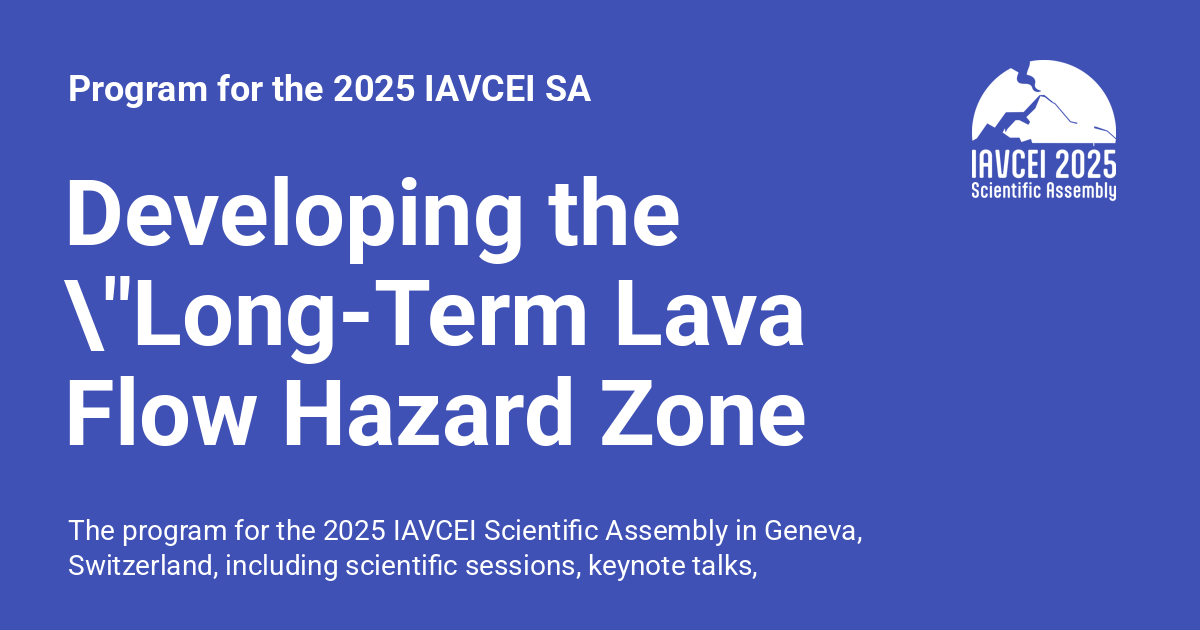 Program for the 2025 IAVCEI SA
IAVCEI 2025
Scientific Assembly
Developing the
\"Long-Term Lava
Flow Hazard Zone
The program for the 2025 IAVCEI Scientific Assembly in Geneva,
Switzerland, including scientific sessions, keynote talks,